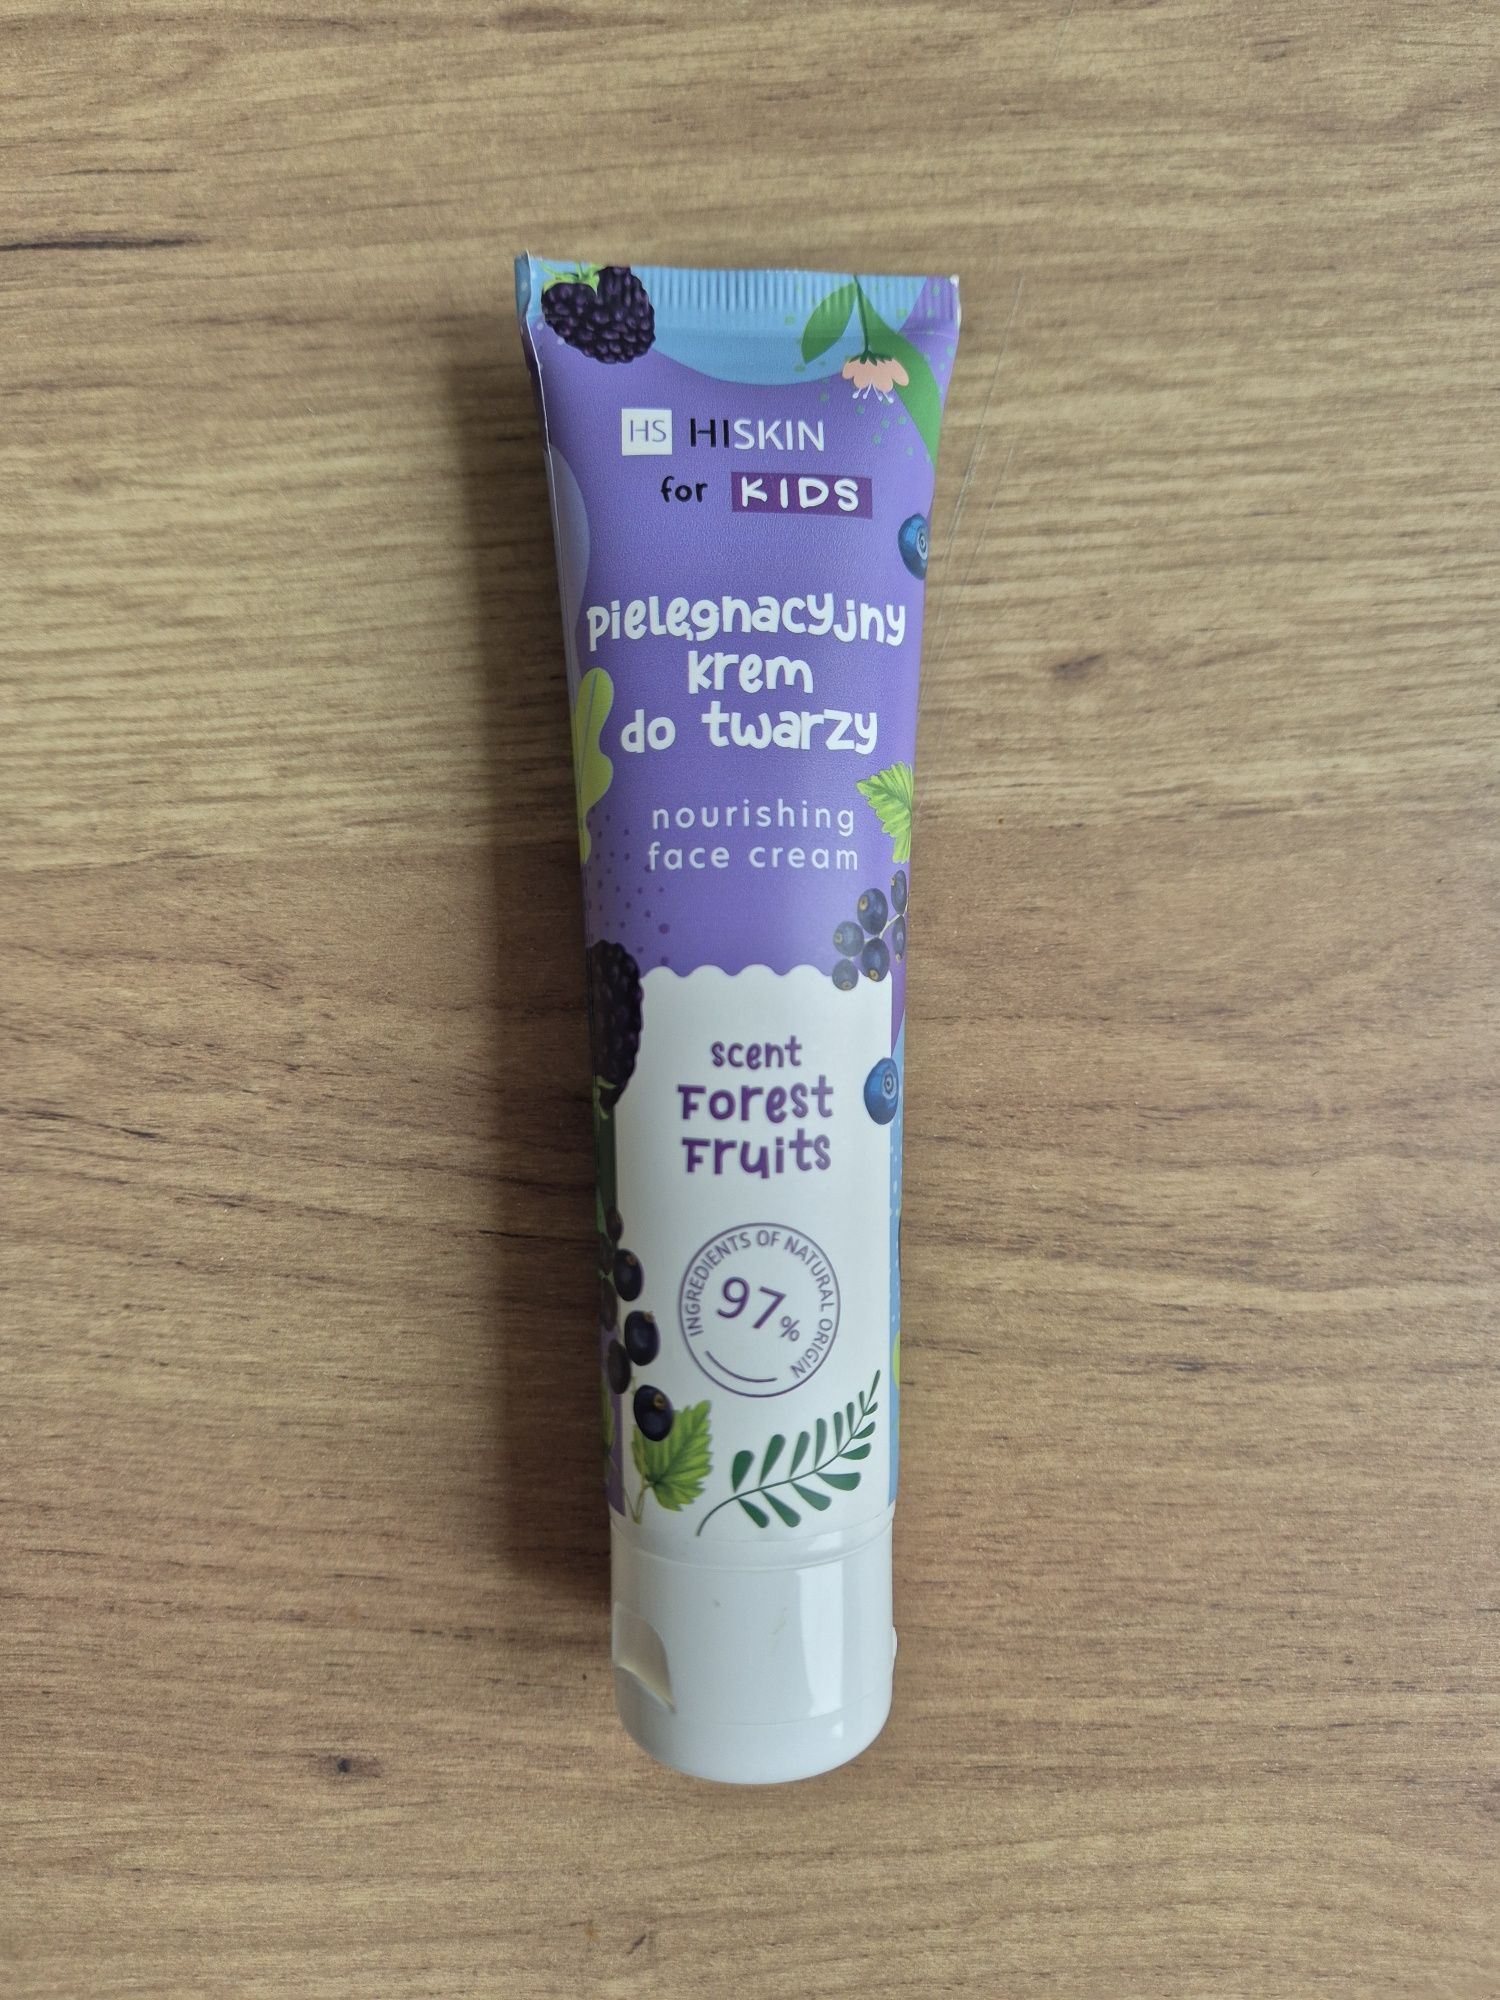 HS HISKIN
for KIDS
pielęgnacyjny
krem
do twarzy
nourishing
face cream
scent
Forest
Fruits
INGREDIENTS OF NATURAL ORIGIN
97%